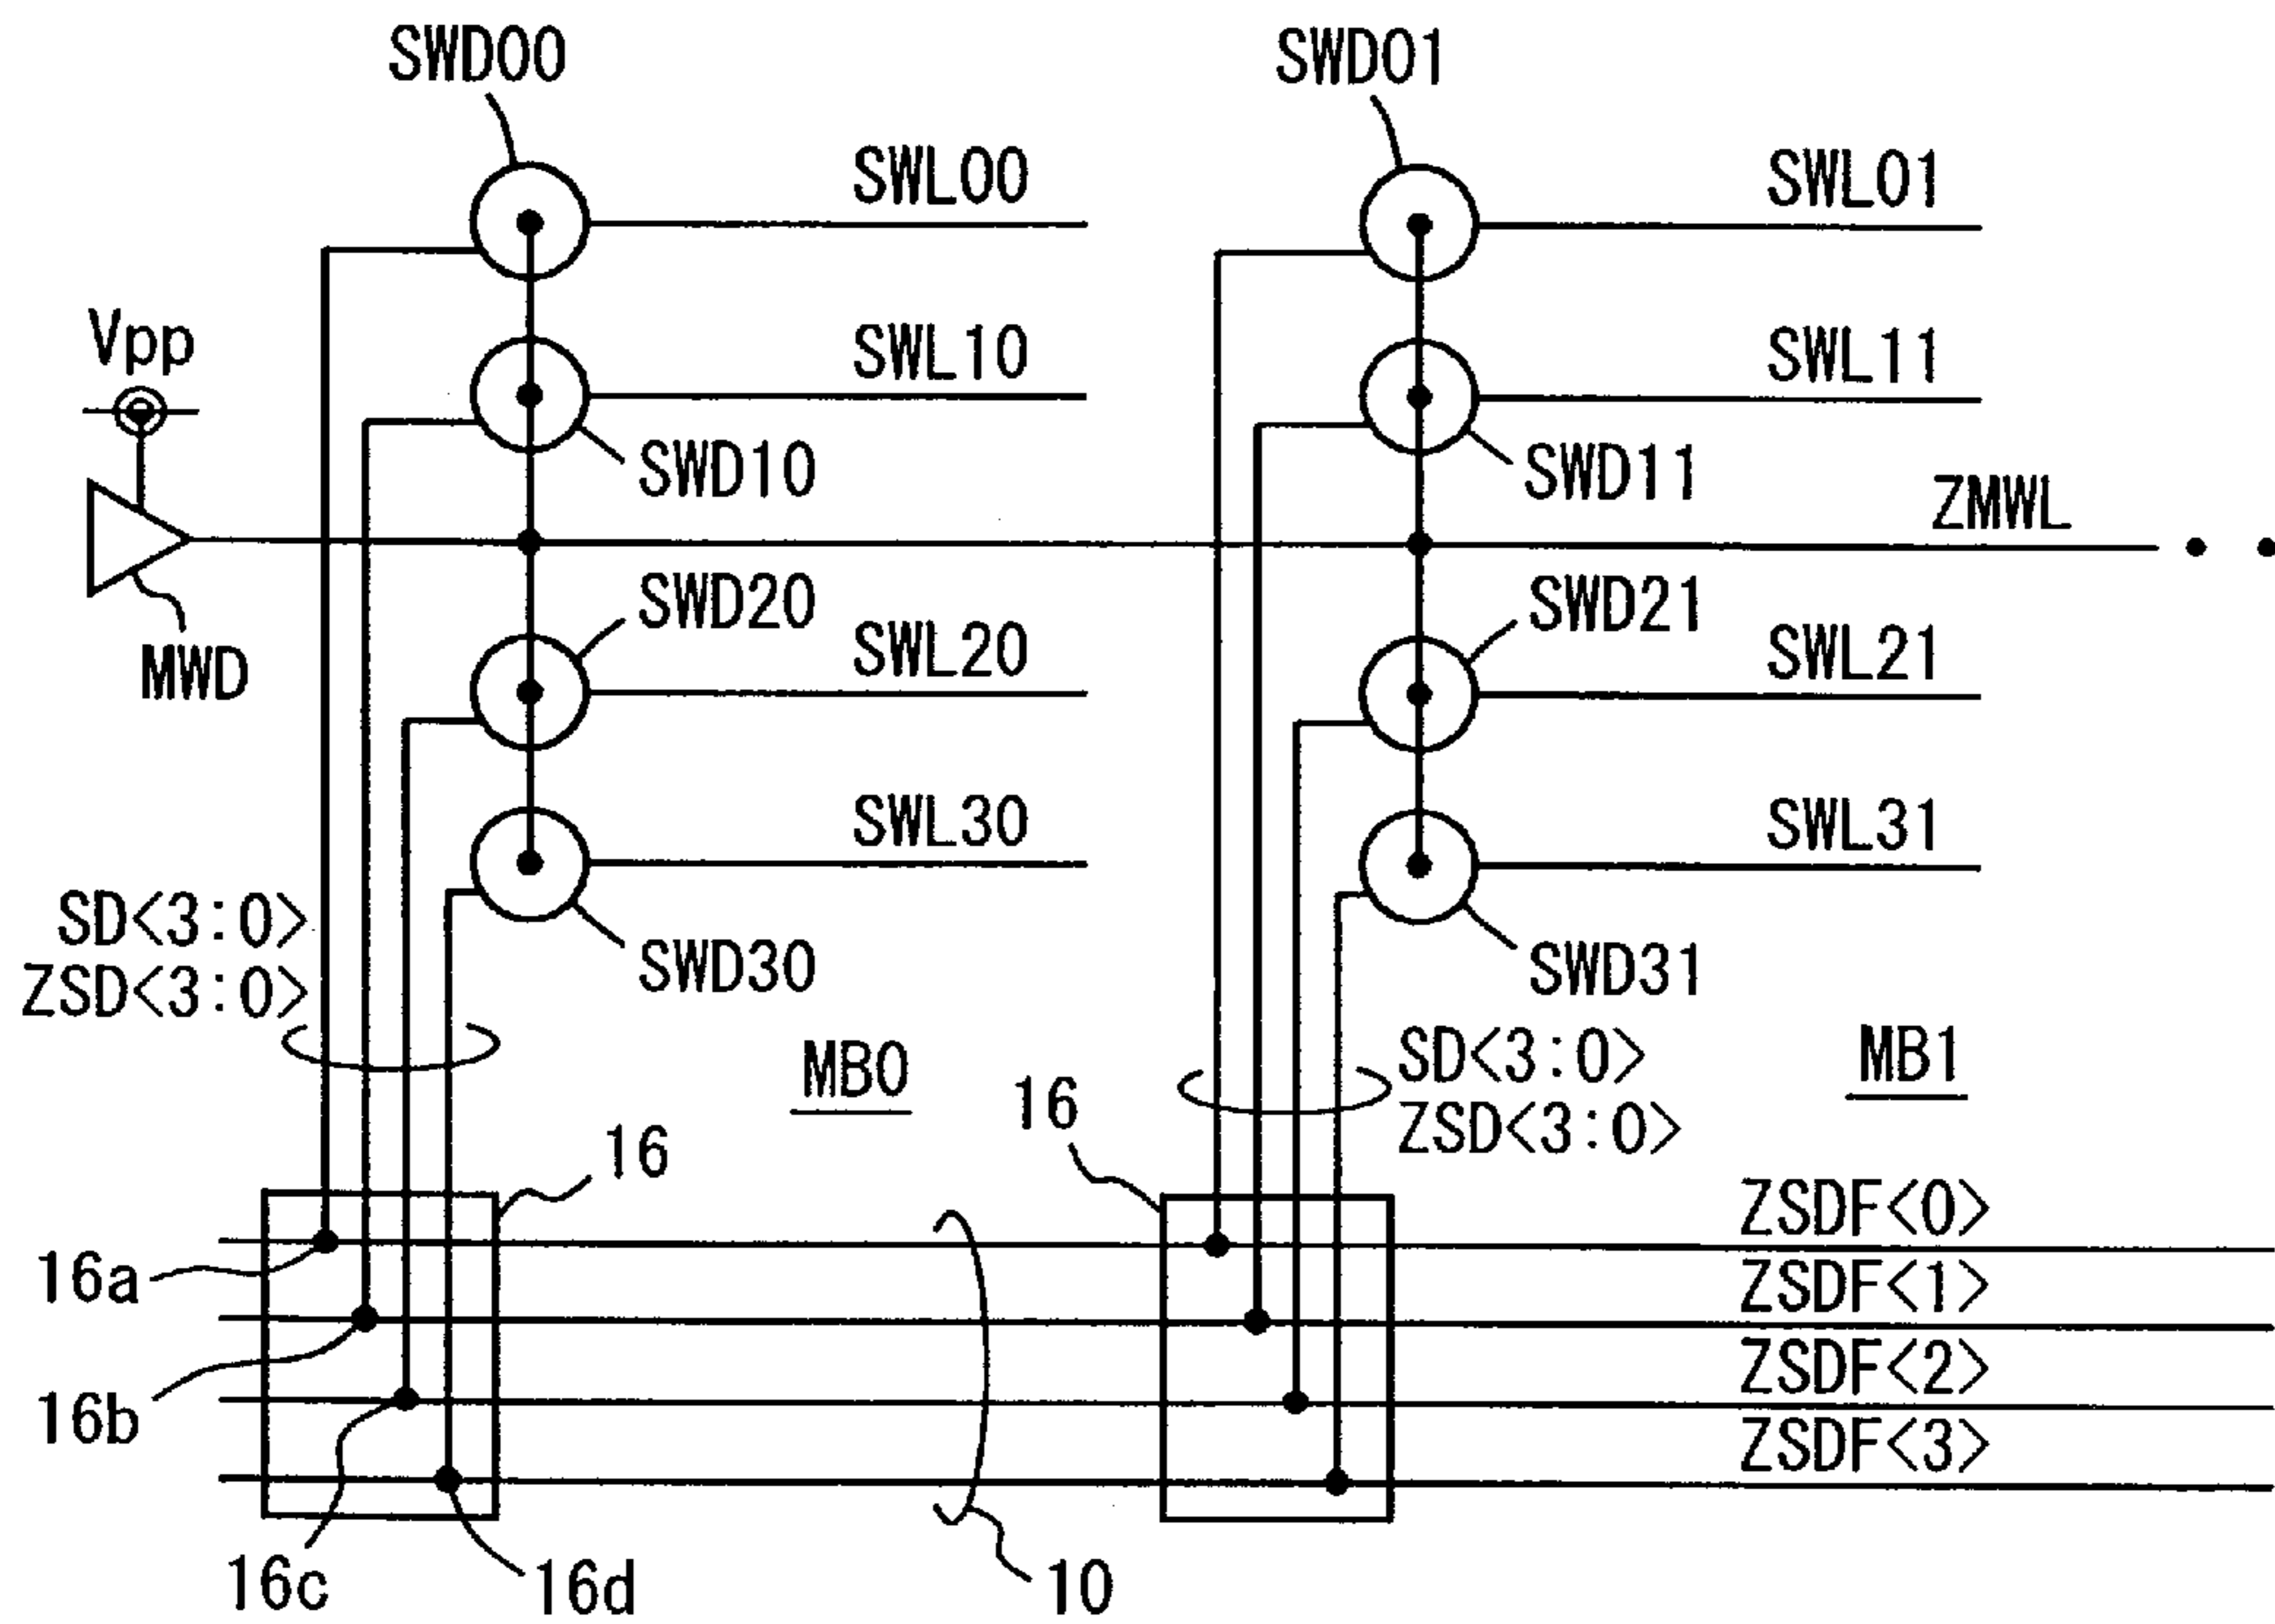 SWD00
SWD01
SWL00
SWL01
Vpp
SWL10
SWL11
SWD10
SWD11
ZMWL
SWD20
SWD21
MWD
SWL20
SWL21
SWL30
SWL31
SD<3:0>
ZSD<3:0>
SWD30
SWD31
MB0
SD<3:0>
ZSD<3:0>
MB1
16
16
ZSDF<0>
16a
ZSDF<1>
ZSDF<2>
16b
ZSDF<3>
16c
16d
10